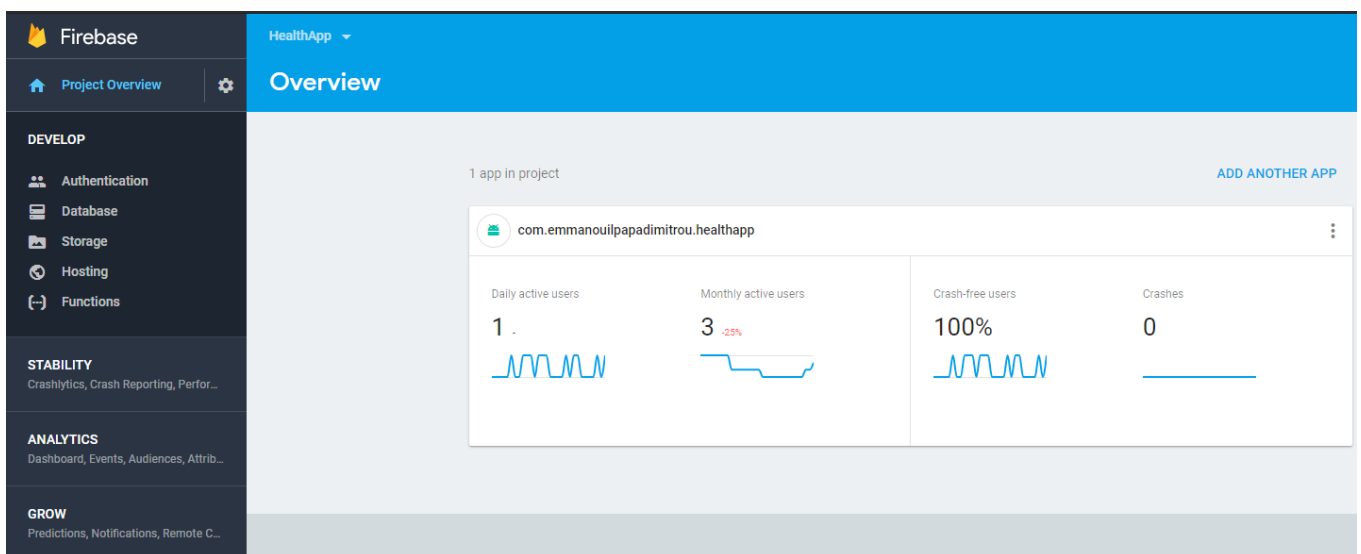 Firebase
Project Overview
DEVELOP
Authentication
Database
Storage
Hosting
Functions
STABILITY
Crashlytics, Crash Reporting, Perfor...
ANALYTICS
Dashboard, Events, Audiences, Attrib...
GROW
Predictions, Notifications, Remote C...
HealthApp
Overview
1 app in project
ADD ANOTHER APP
com.emmanouilpapadimitrou.healthapp
Daily active users
1 -
Monthly active users
3 -25%
Crash-free users
100%
Crashes
0